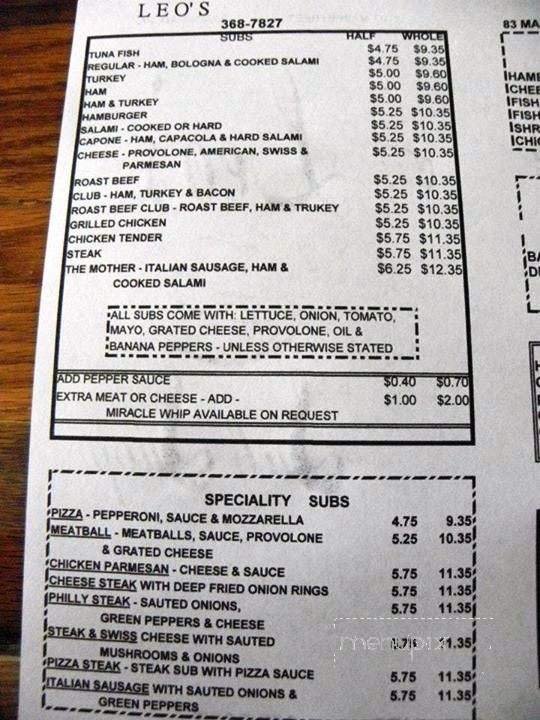 LEO'S
368-7827
83 MA
SUBS HALF WHOLE
TUNA FISH $4.75 $9.35
REGULAR - HAM, BOLOGNA & COOKED SALAMI $4.75 $9.35
TURKEY $5.00 $9.60
HAM $5.00 $9.60
HAM & TURKEY $5.00 $9.60
HAMBURGER $5.25 $10.35
SALAMI - COOKED OR HARD $5.25 $10.35
CAPONE - HAM, CAPACOLA & HARD SALAMI $5.25 $10.35
CHEESE - PROVOLONE, AMERICAN, SWISS & $5.25 $10.35
PARMESAN
ROAST BEEF $5.25 $10.35
CLUB - HAM, TURKEY & BACON $5.25 $10.35
ROAST BEEF CLUB - ROAST BEEF, HAM & TRUKEY $5.25 $10.35
GRILLED CHICKEN $5.25 $10.35
CHICKEN TENDER $5.75 $11.35
STEAK $5.75 $11.35
THE MOTHER - ITALIAN SAUSAGE, HAM & $6.25 $12.35
COOKED SALAMI
ALL SUBS COME WITH: LETTUCE, ONION, TOMATO,
MAYO, GRATED CHEESE, PROVOLONE, OIL &
BANANA PEPPERS - UNLESS OTHERWISE STATED
ADD PEPPER SAUCE $0.40 $0.70
EXTRA MEAT OR CHEESE - ADD - $1.00 $2.00
MIRACLE WHIP AVAILABLE ON REQUEST
SPECIALITY SUBS
PIZZA - PEPPERONI, SAUCE & MOZZARELLA 4.75 9.35
MEATBALL - MEATBALLS, SAUCE, PROVOLONE 5.25 10.35
& GRATED CHEESE
CHICKEN PARMESAN - CHEESE & SAUCE 5.75 11.35
CHEESE STEAK WITH DEEP FRIED ONION RINGS 5.75 11.35
PHILLY STEAK - SAUTED ONIONS, 5.75 11.35
GREEN PEPPERS & CHEESE
STEAK & SWISS CHEESE WITH SAUTED 11.35
MUSHROOMS & ONIONS
PIZZA STEAK - STEAK SUB WITH PIZZA SAUCE 5.75 11.35
ITALIAN SAUSAGE WITH SAUTED ONIONS & 5.75 11.35
GREEN PEPPERS
menupix
HAMB
CHEE
FISH
FISH
SHR
CHIC